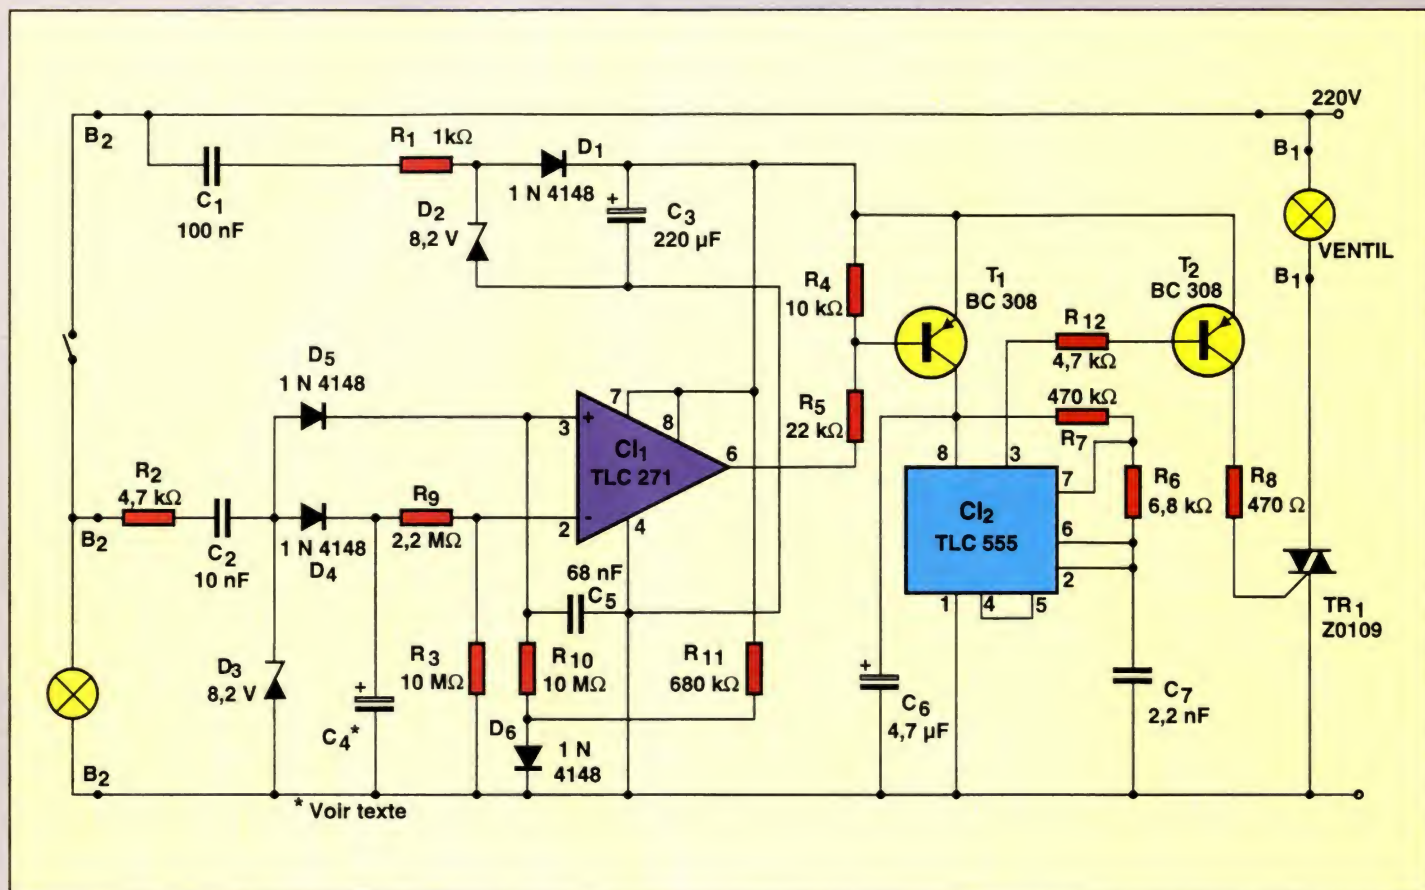 220V
B2
R1 1kΩ
D1
1 N 4148
C1
100 nF
D2
8,2 V
+
C3
220 µF
B1
VENTIL
B1
R4
10 kΩ
T1
BC 308
T2
BC 308
R12
4,7 kΩ
D5
1 N 4148
R5
22 kΩ
470 kΩ
R7
3
+
7
8
CI1
TLC 271
6
2
-
4
R2
4,7 kΩ
B2
C2
10 nF
1 N 4148
D4
R9
2,2 MΩ
8
3
7
CI2
TLC 555
6
2
1
4
5
R6
6,8 kΩ
R8
470 Ω
68 nF
C5
TR1
Z0109
D3
8,2 V
+
C4*
R3
10 MΩ
R10
10 MΩ
R11
680 kΩ
+
C6
4,7 µF
C7
2,2 nF
D6
1 N
4148
B2
* Voir texte